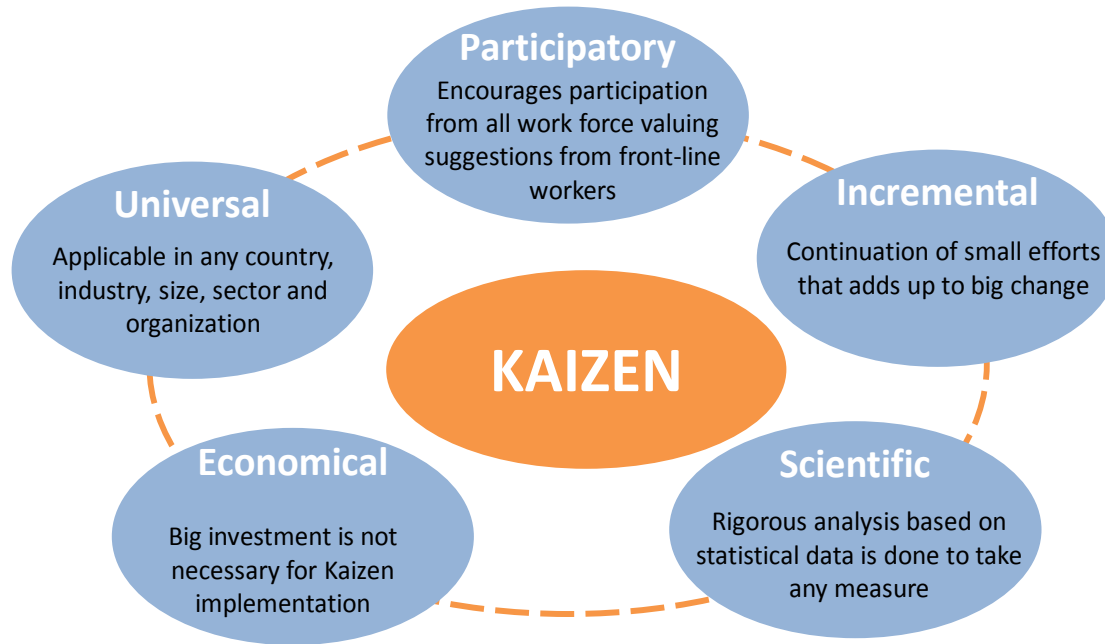 Participatory
Encourages participation
from all work force valuing
suggestions from front-line
workers
Universal
Applicable in any country,
industry, size, sector and
organization
Incremental
Continuation of small efforts
that adds up to big change
KAIZEN
Economical
Big investment is not
necessary for Kaizen
implementation
Scientific
Rigorous analysis based on
statistical data is done to take
any measure